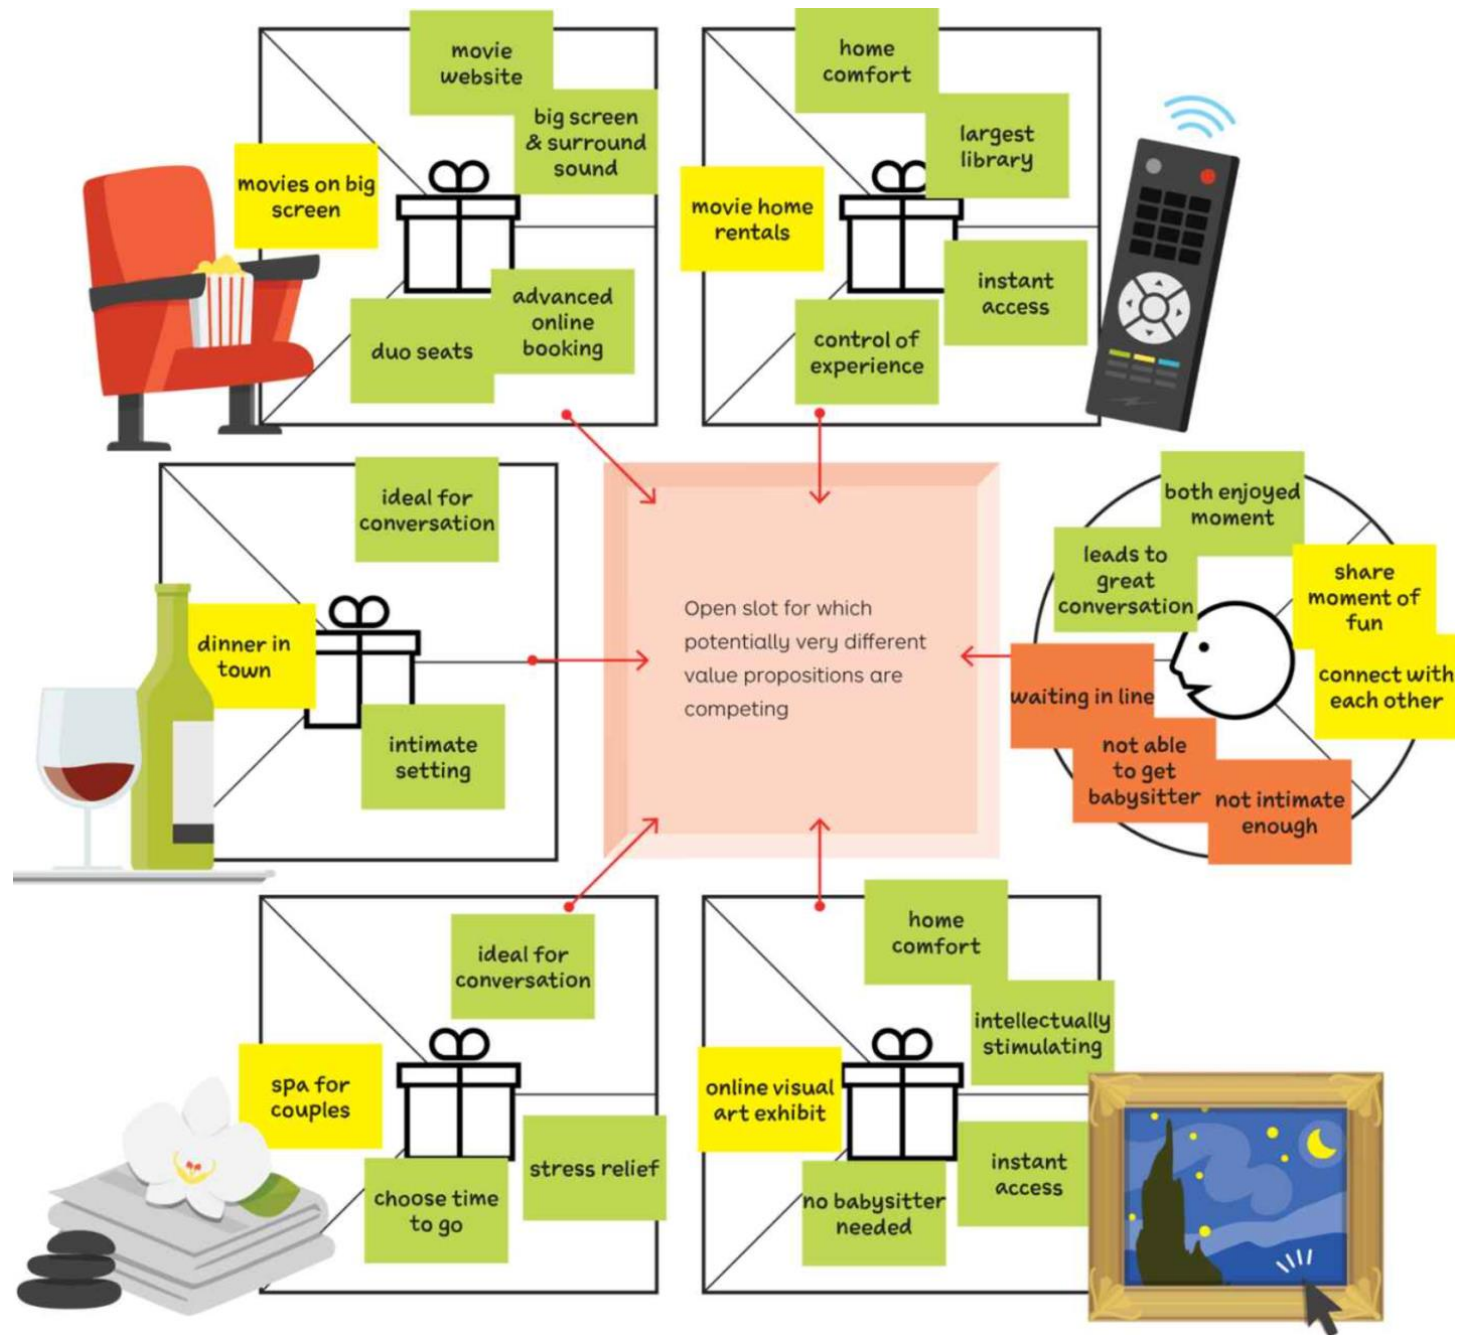 movie
website
big screen
& surround
sound
movies on big
screen
advanced
online
booking
duo seats
home
comfort
largest
library
movie home
rentals
instant
access
control of
experience
ideal for
conversation
dinner in
town
intimate
setting
Open slot for which
potentially very different
value propositions are
competing
both enjoyed
moment
leads to
great
conversation
share
moment of
fun
connect with
each other
waiting in line
not able
to get
babysitter
not intimate
enough
ideal for
conversation
spa for
couples
stress relief
choose time
to go
home
comfort
intellectually
stimulating
online visual
art exhibit
instant
access
no babysitter
needed